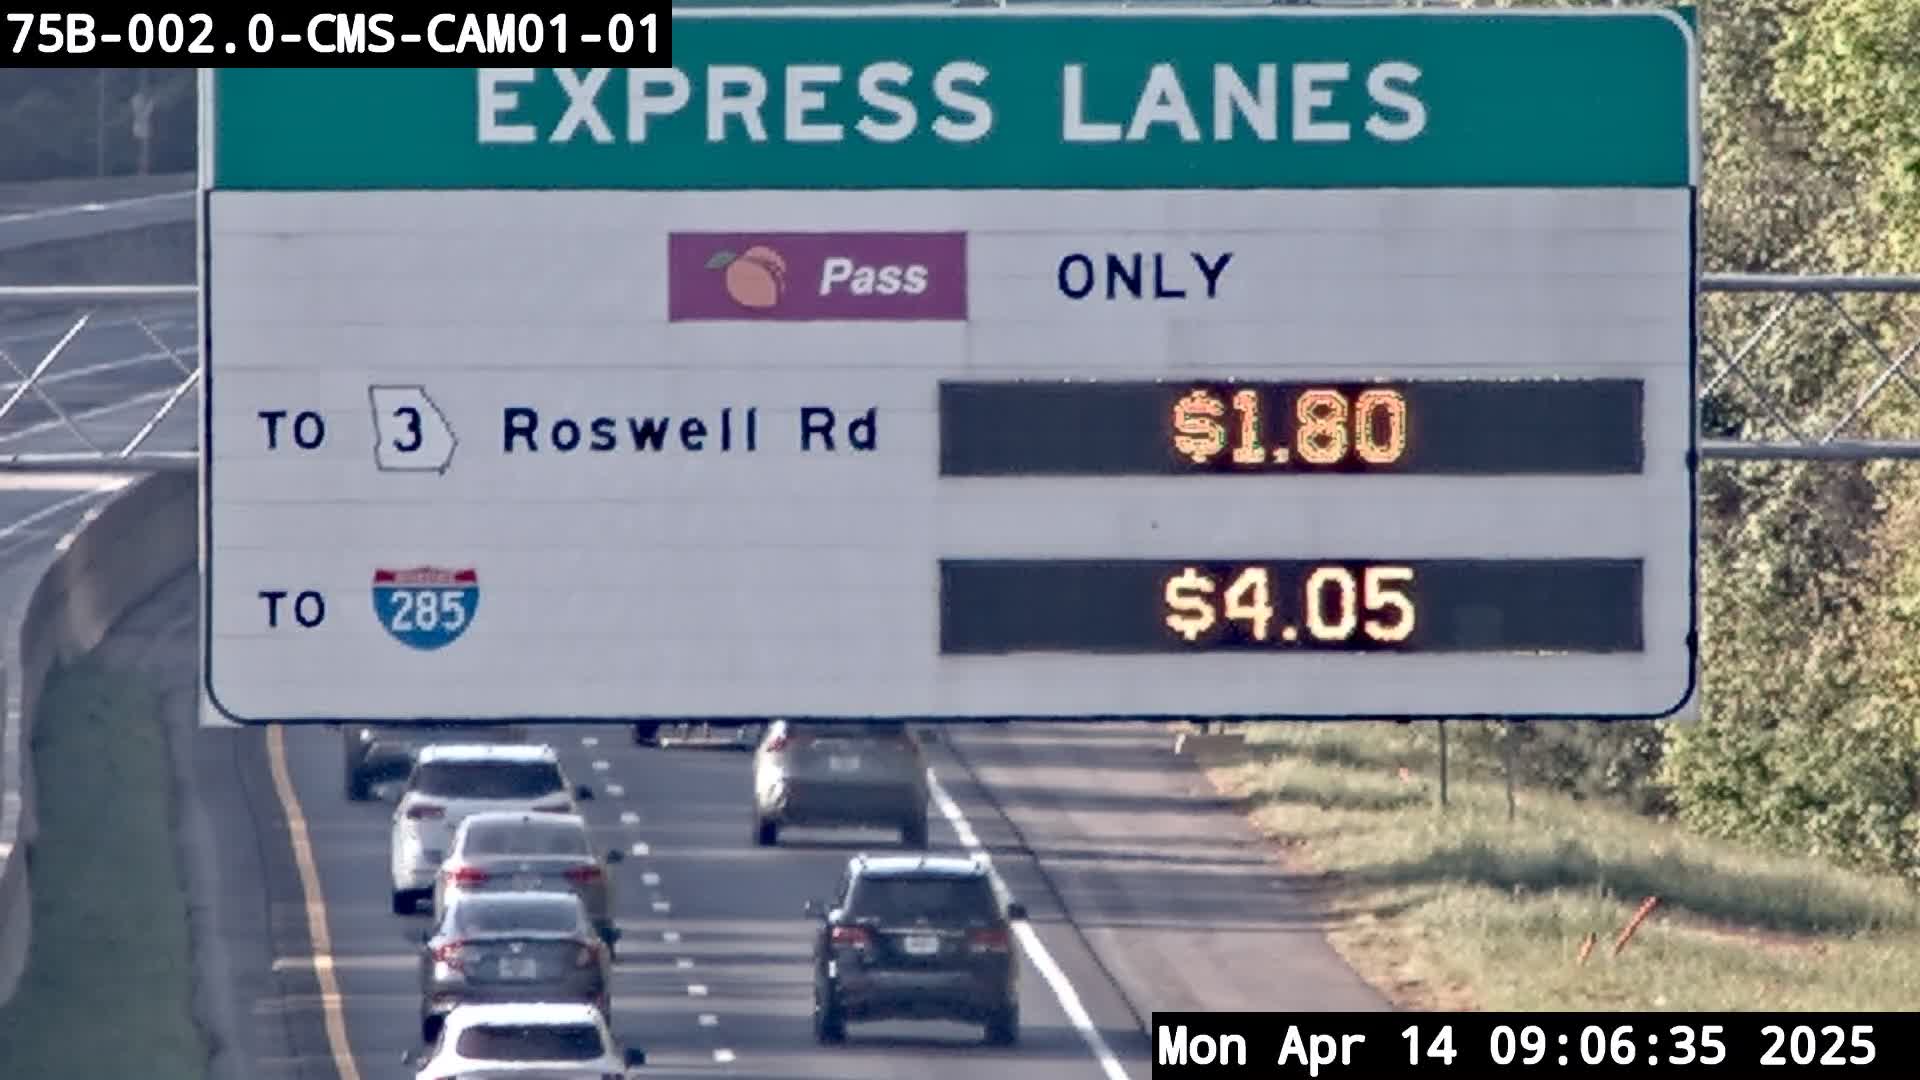 75B-002.0-CMS-CAM01-01
EXPRESS LANES
Pass ONLY
TO 3 Roswell Rd $1.80
TO 285 $4.05
Mon Apr 14 09:06:35 2025